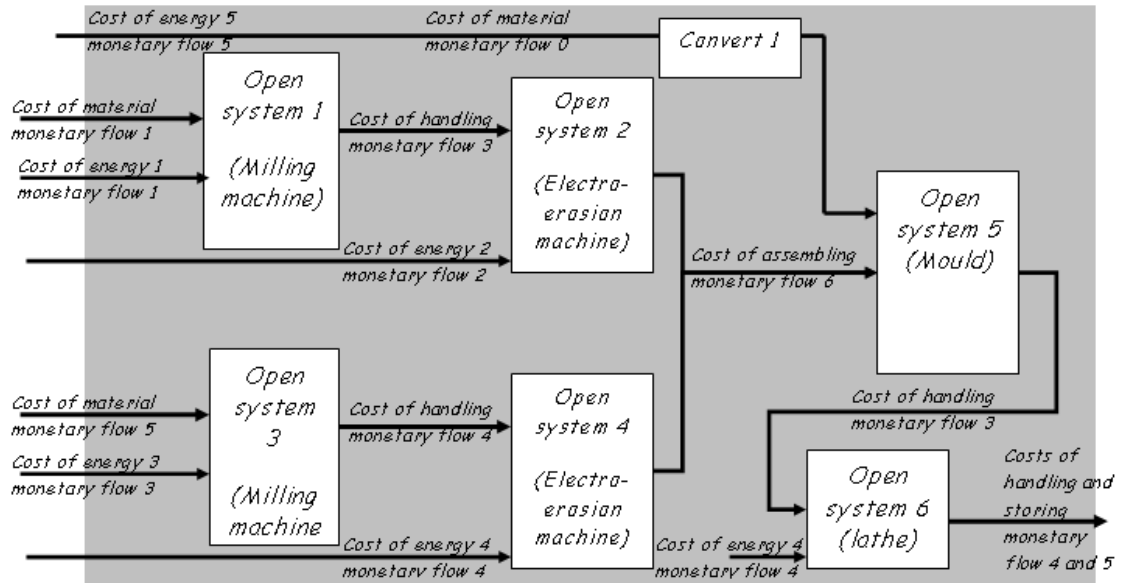 Cost of energy 5
monetary flow 5
Cost of material
monetary flow 0
Canvert 1
Open
system 1
(Milling
machine)
Cost of material
monetary flow 1
Cost of energy 1
monetary flow 1
Cost of handling
monetary flow 3
Open
system 2
(Electra-
erasian
machine)
Cost of energy 2
monetary flow 2
Cost of assembling
monetary flow 6
Open
system 5
(Mould)
Open
system
3
(Milling
machine
Cost of material
monetary flow 5
Cost of energy 3
monetary flow 3
Cost of handling
monetary flow 4
Open
system 4
(Electra-
erasian
machine)
Cost of energy 4
monetary flow 4
Cost of handling
monetary flow 3
Open
system 6
(lathe)
Cost of energy 4
monetary flow 4
Costs of
handling and
storing
monetary
flow 4 and 5